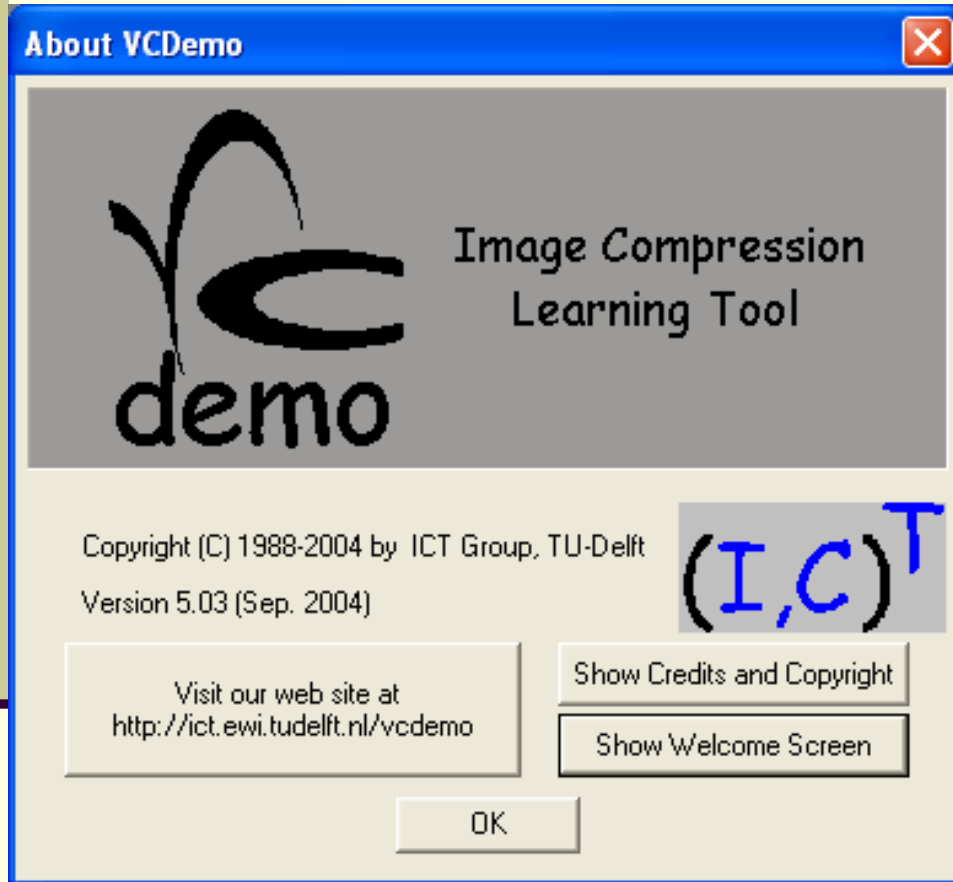 About VCDemo
VC
demo
Image Compression
Learning Tool
Copyright (C) 1988-2004 by ICT Group, TU-Delft
(I,C)T
Version 5.03 (Sep. 2004)
Visit our web site at
http://ict.ewi.tudelft.nl/vcdemo
Show Credits and Copyright
Show Welcome Screen
OK